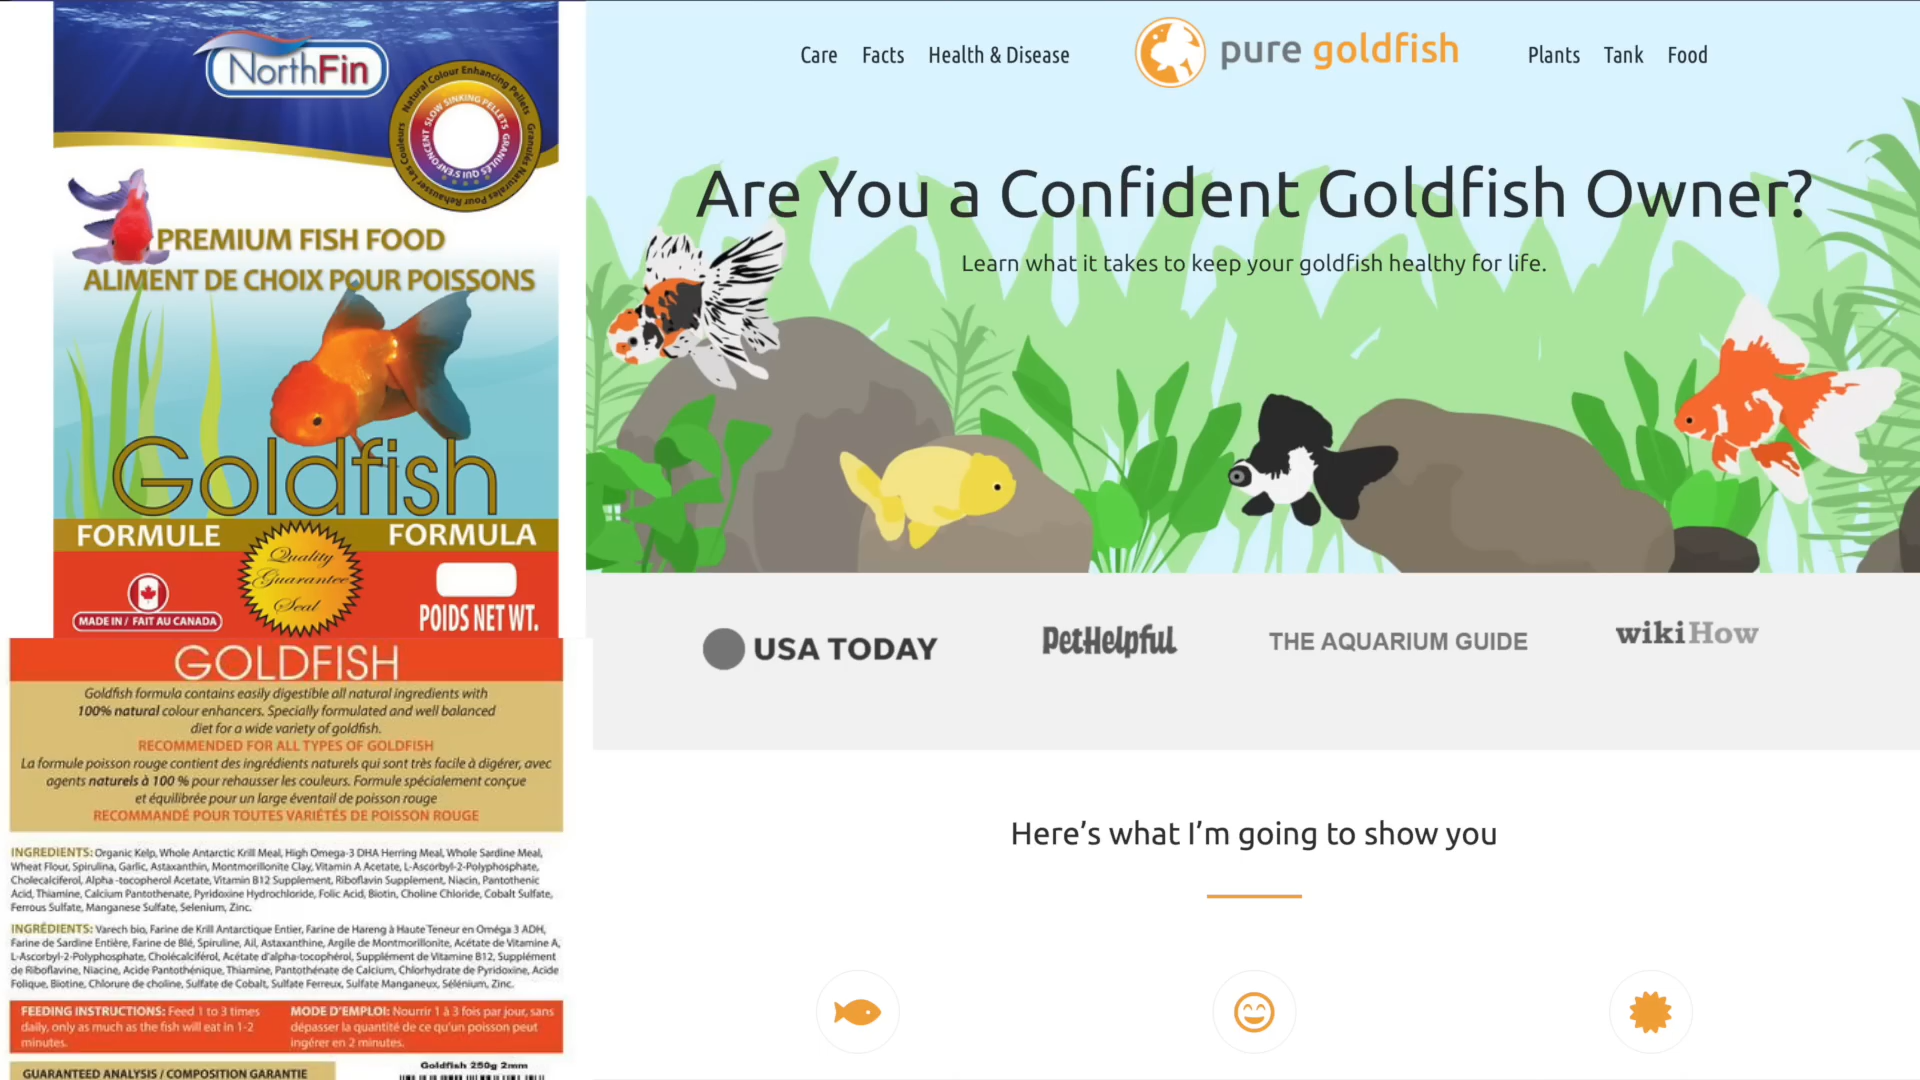 NorthFin
Natural Colour Enhancing Pellets
Granules Naturelles Pour Rehausser Les Couleurs
SLOW SINKING PELLETS
GRANULES QUI S'ENFONCENT
PREMIUM FISH FOOD
ALIMENT DE CHOIX POUR POISSONS
Goldfish
FORMULE
FORMULA
Quality
Guarantee
Seal
MADE IN / FAIT AU CANADA
POIDS NET WT.
GOLDFISH
Goldfish formula contains easily digestible all natural ingredients with
100% natural colour enhancers. Specially formulated and well balanced
diet for a wide variety of goldfish.
RECOMMENDED FOR ALL TYPES OF GOLDFISH
La formule poisson rouge contient des ingrédients naturels qui sont très facile à digérer, avec
agents naturels à 100 % pour rehausser les couleurs. Formule spécialement conçue
et équilibrée pour un large éventail de poisson rouge
RECOMMANDÉ POUR TOUTES VARIÉTÉS DE POISSON ROUGE
INGREDIENTS: Organic Kelp, Whole Antarctic Krill Meal, High Omega-3 DHA Herring Meal, Whole Sardine Meal,
Wheat Flour, Spirulina, Garlic, Astaxanthin, Montmorillonite Clay, Vitamin A Acetate, L-Ascorbyl-2-Polyphosphate,
Cholecalciferol, Alpha -tocopherol Acetate, Vitamin B12 Supplement, Riboflavin Supplement, Niacin, Pantothenic
Acid, Thiamine, Calcium Pantothenate, Pyridoxine Hydrochloride, Folic Acid, Biotin, Choline Chloride, Cobalt Sulfate,
Ferrous Sulfate, Manganese Sulfate, Selenium, Zinc.
INGRÉDIENTS: Varech bio, Farine de Krill Antarctique Entier, Farine de Hareng à Haute Teneur en Oméga 3 ADH,
Farine de Sardine Entière, Farine de Blé, Spiruline, Ail, Astaxanthine, Argile de Montmorillonite, Acétate de Vitamine A,
L-Ascorbyl-2-Polyphosphate, Cholécalciférol, Acétate d'alpha-tocophérol, Supplément de Vitamine B12, Supplément
de Riboflavine, Niacine, Acide Pantothénique, Thiamine, Pantothénate de Calcium, Chlorhydrate de Pyridoxine, Acide
Folique, Biotine, Chlorure de choline, Sulfate de Cobalt, Sulfate Ferreux, Sulfate Manganeux, Sélénium, Zinc.
FEEDING INSTRUCTIONS: Feed 1 to 3 times
daily, only as much as the fish will eat in 1-2
minutes.
MODE D'EMPLOI: Nourrir 1 à 3 fois par jour, sans
dépasser la quantité de ce qu'un poisson peut
ingérer en 2 minutes.
GUARANTEED ANALYSIS / COMPOSITION GARANTIE
Goldfish 250g 2mm
Care Facts Health & Disease
pure goldfish
Plants Tank Food
Are You a Confident Goldfish Owner?
Learn what it takes to keep your goldfish healthy for life.
USA TODAY
PetHelpful
THE AQUARIUM GUIDE
wikiHow
Here's what I'm going to show you